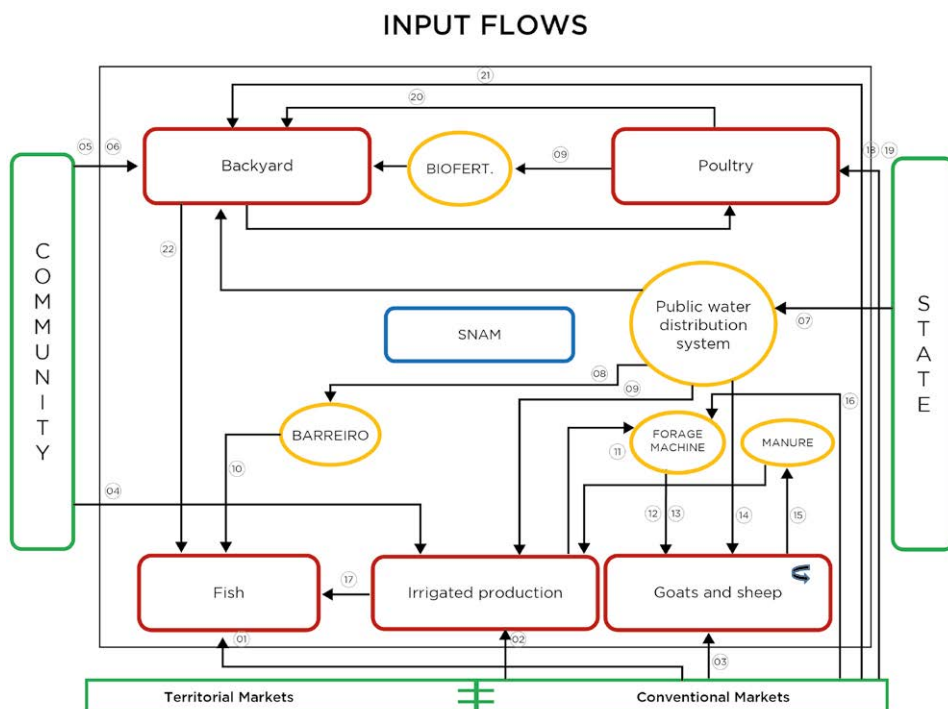 INPUT FLOWS
21
20
05 06
18 19
Backyard
BIOFERT.
09
Poultry
22
COMMUNITY
STATE
Public water
distribution
system
07
SNAM
08
09
16
BARREIRO
FORAGE
MACHINE
MANURE
11
10
04
12 13
14
15
Fish
17
Irrigated production
Goats and sheep
01
02
03
Territorial Markets
Conventional Markets